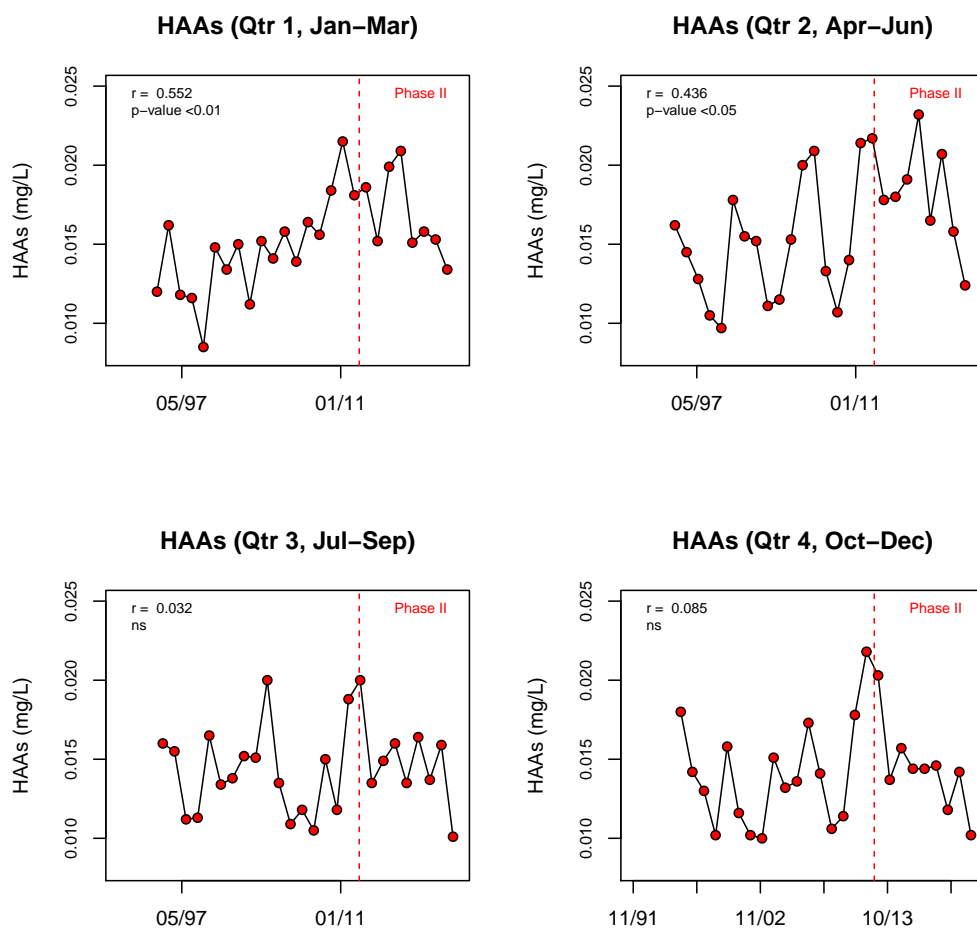 HAAs (Qtr 1, Jan−Mar)
r =  0.552
p−value <0.01
Phase II
HAAs (mg/L)
0.025
0.020
0.015
0.010
05/97
01/11
HAAs (Qtr 2, Apr−Jun)
r =  0.436
p−value <0.05
Phase II
HAAs (mg/L)
0.025
0.020
0.015
0.010
05/97
01/11
HAAs (Qtr 3, Jul−Sep)
r =  0.032
ns
Phase II
HAAs (mg/L)
0.025
0.020
0.015
0.010
05/97
01/11
HAAs (Qtr 4, Oct−Dec)
r =  0.085
ns
Phase II
HAAs (mg/L)
0.025
0.020
0.015
0.010
11/91
11/02
10/13